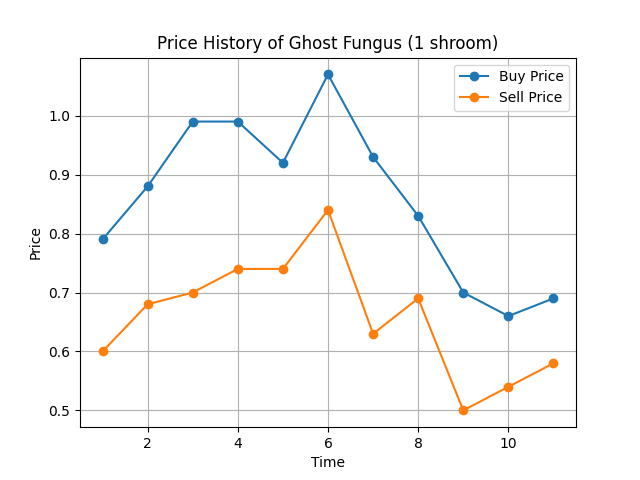 Price History of Ghost Fungus (1 shroom)
Buy Price
Sell Price
Price
1.0
0.9
0.8
0.7
0.6
0.5
2 4 6 8 10
Time